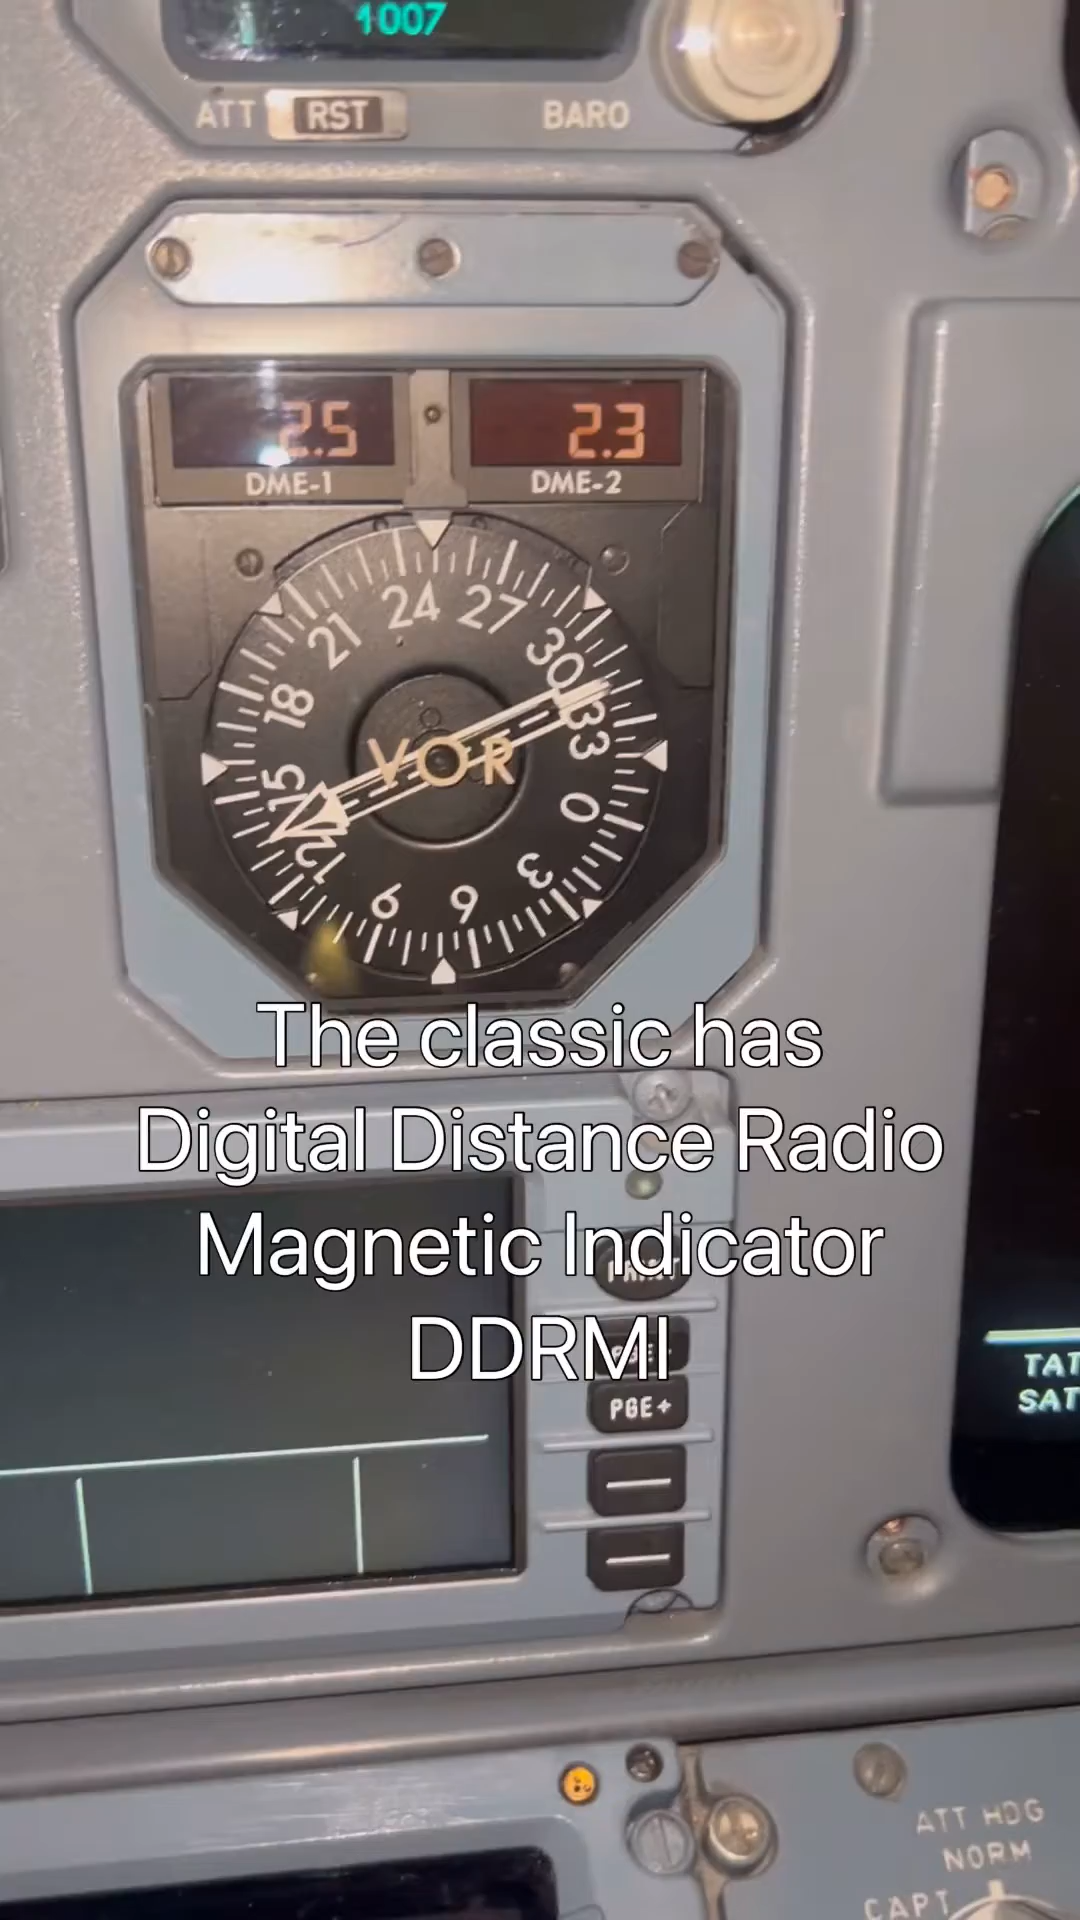 1007
ATT RST BARO
2.5 2.3
DME-1 DME-2
24 27
21 30
18 33
VOR
15 0
12 3
9 6
The classic has
Digital Distance Radio
Magnetic Indicator
DDRMI
PGE+
TAT
SAT
ATT HDG
NORM
CAPT